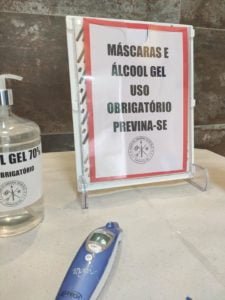 MÁSCARAS E
ÁLCOOL GEL
USO
OBRIGATÓRIO
PREVINA-SE
L GEL 70%
OBRIGATÓRIO